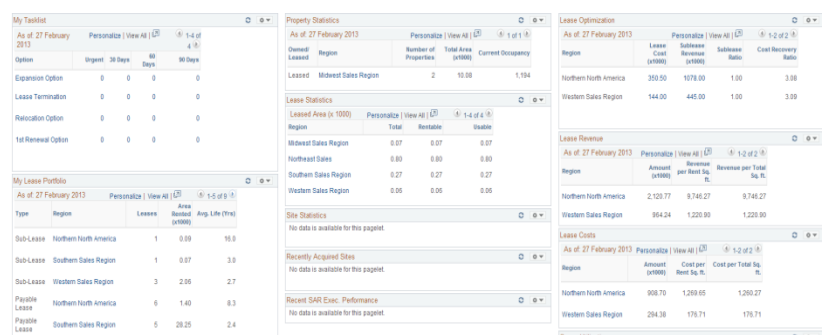 My Tasklist
As of: 27 February 2013 Personalize | View All | 1-4 of 4
Option Urgent 30 Days 60 Days 90 Days
Expansion Option 0 0 0 0
Lease Termination 0 0 0 0
Relocation Option 0 0 0 0
1st Renewal Option 0 0 0 0
My Lease Portfolio
As of: 27 February 2013 Personalize | View All | 1-5 of 9
Type Region Leases Area Rented (x1000) Avg. Life (Yrs)
Sub-Lease Northern North America 1 0.09 16.0
Sub-Lease Southern Sales Region 1 0.07 3.0
Sub-Lease Western Sales Region 3 2.06 2.7
Payable Lease Northern North America 6 1.40 8.3
Payable Lease Southern Sales Region 5 28.25 2.4
Property Statistics
As of: 27 February 2013 Personalize | View All | 1 of 1
Owned/Leased Region Number of Properties Total Area (x1000) Current Occupancy
Leased Midwest Sales Region 2 10.08 1,194
Lease Statistics
Leased Area (x 1000) Personalize | View All | 1-4 of 4
Region Total Rentable Usable
Midwest Sales Region 0.07 0.07 0.07
Northeast Sales 0.80 0.80 0.80
Southern Sales Region 0.27 0.27 0.27
Western Sales Region 0.06 0.06 0.06
Site Statistics
No data is available for this pagelet.
Recently Acquired Sites
No data is available for this pagelet.
Recent SAR Exec. Performance
No data is available for this pagelet.
Lease Optimization
As of: 27 February 2013 Personalize | View All | 1-2 of 2
Region Lease Cost (x1000) Sublease Revenue (x1000) Sublease Ratio Cost Recovery Ratio
Northern North America 350.50 1078.00 1.00 3.08
Western Sales Region 144.00 445.00 1.00 3.09
Lease Revenue
As of: 27 February 2013 Personalize | View All | 1-2 of 2
Region Amount (x1000) Revenue per Rent Sq. ft. Revenue per Total Sq. ft.
Northern North America 2,120.77 9,746.27 9,746.27
Western Sales Region 864.24 1,220.90 1,220.90
Lease Costs
As of: 27 February 2013 Personalize | View All | 1-2 of 2
Region Amount (x1000) Cost per Rent Sq. ft. Cost per Total Sq. ft.
Northern North America 908.70 1,269.65 1,260.27
Western Sales Region 294.38 176.71 176.71